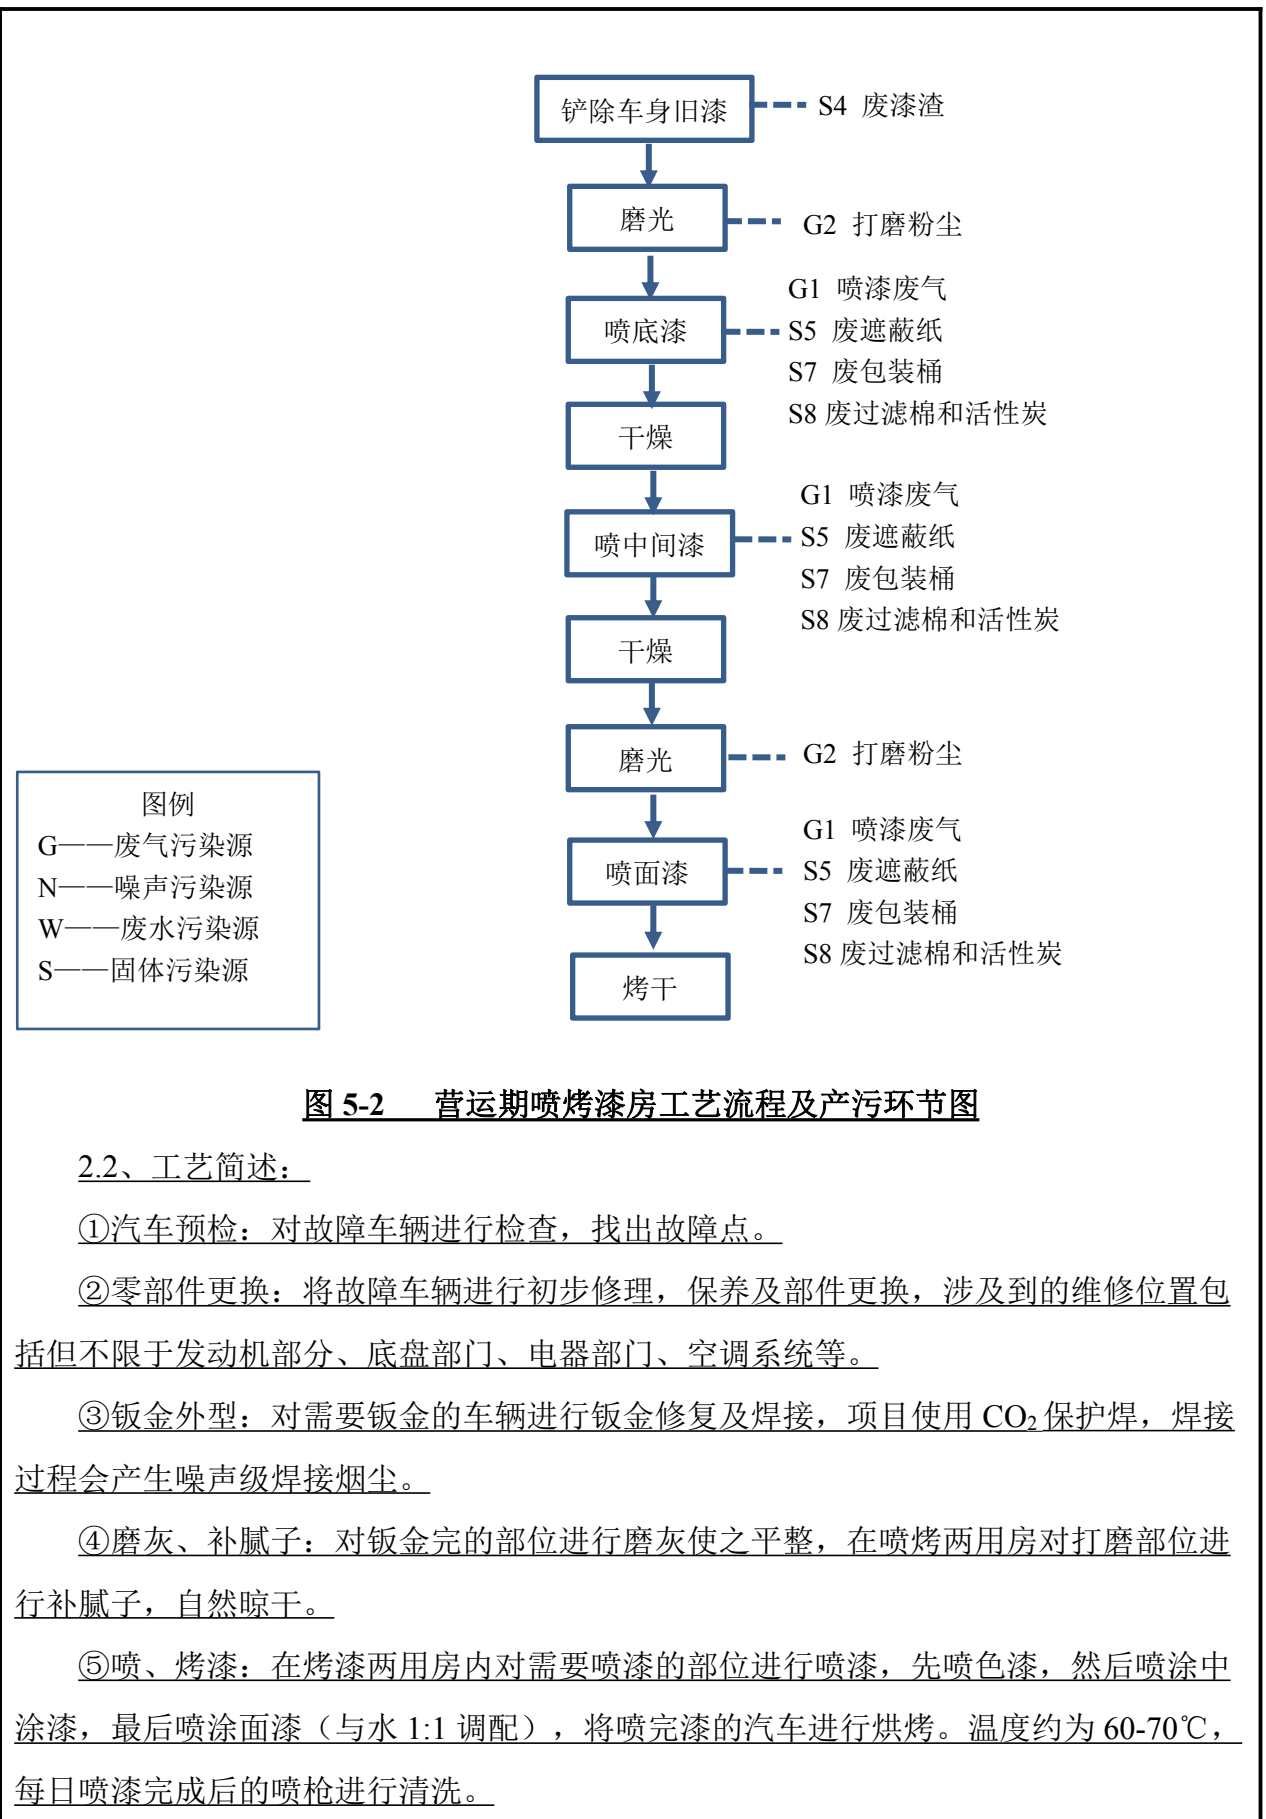 铲除车身旧漆
S4 废漆渣
磨光
G2 打磨粉尘
喷底漆
G1 喷漆废气
S5 废遮蔽纸
S7 废包装桶
S8 废过滤棉和活性炭
干燥
喷中间漆
G1 喷漆废气
S5 废遮蔽纸
S7 废包装桶
S8 废过滤棉和活性炭
干燥
磨光
G2 打磨粉尘
喷面漆
G1 喷漆废气
S5 废遮蔽纸
S7 废包装桶
S8 废过滤棉和活性炭
烤干
图例
G——废气污染源
N——噪声污染源
W——废水污染源
S——固体污染源
图 5-2 营运期喷烤漆房工艺流程及产污环节图
2.2、工艺简述：
①汽车预检：对故障车辆进行检查，找出故障点。
②零部件更换：将故障车辆进行初步修理，保养及部件更换，涉及到的维修位置包
括但不限于发动机部分、底盘部门、电器部门、空调系统等。
③钣金外型：对需要钣金的车辆进行钣金修复及焊接，项目使用 CO₂保护焊，焊接
过程会产生噪声级焊接烟尘。
④磨灰、补腻子：对钣金完的部位进行磨灰使之平整，在喷烤两用房对打磨部位进
行补腻子，自然晾干。
⑤喷、烤漆：在烤漆两用房内对需要喷漆的部位进行喷漆，先喷色漆，然后喷涂中
涂漆，最后喷涂面漆（与水 1:1 调配），将喷完漆的汽车进行烘烤。温度约为 60-70℃，
每日喷漆完成后的喷枪进行清洗。